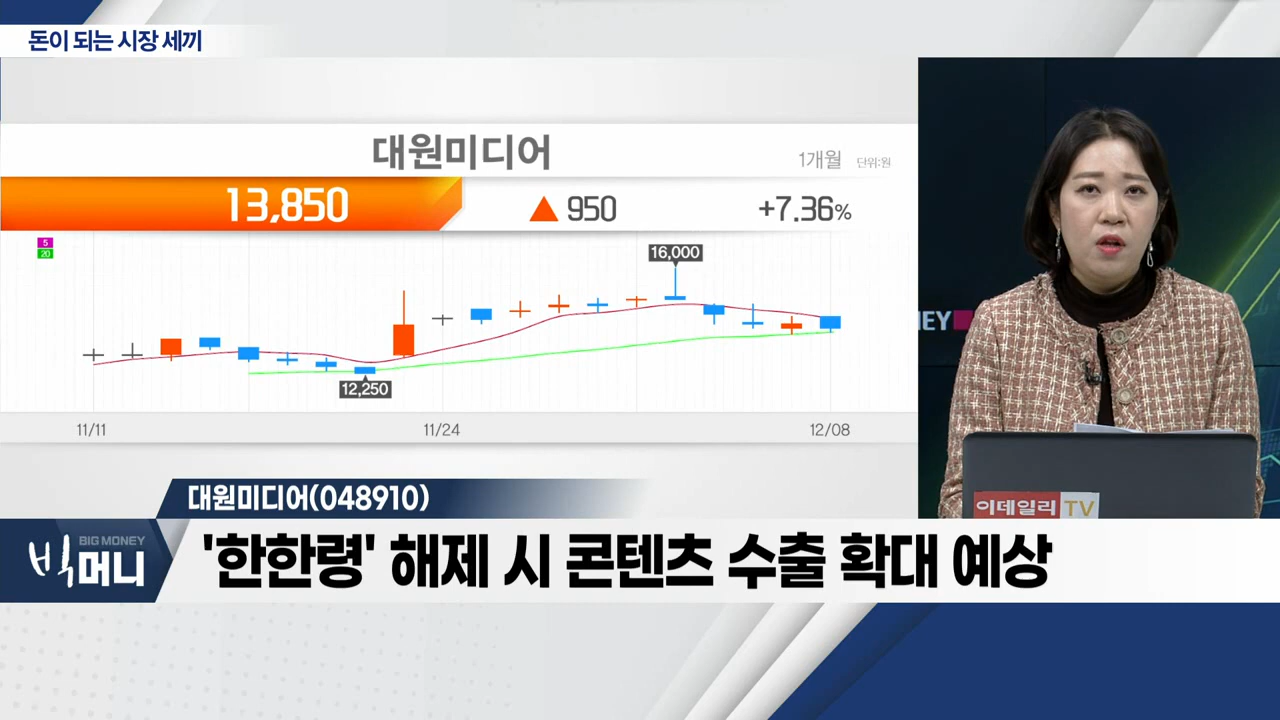 돈이 되는 시장 세끼
대원미디어
1개월 단위:원
13,850 ▲ 950 +7.36%
5
20
16,000
12,250
11/11 11/24 12/08
NEY
이데일리 TV
대원미디어(048910)
빅머니 BIG MONEY
'한한령' 해제 시 콘텐츠 수출 확대 예상